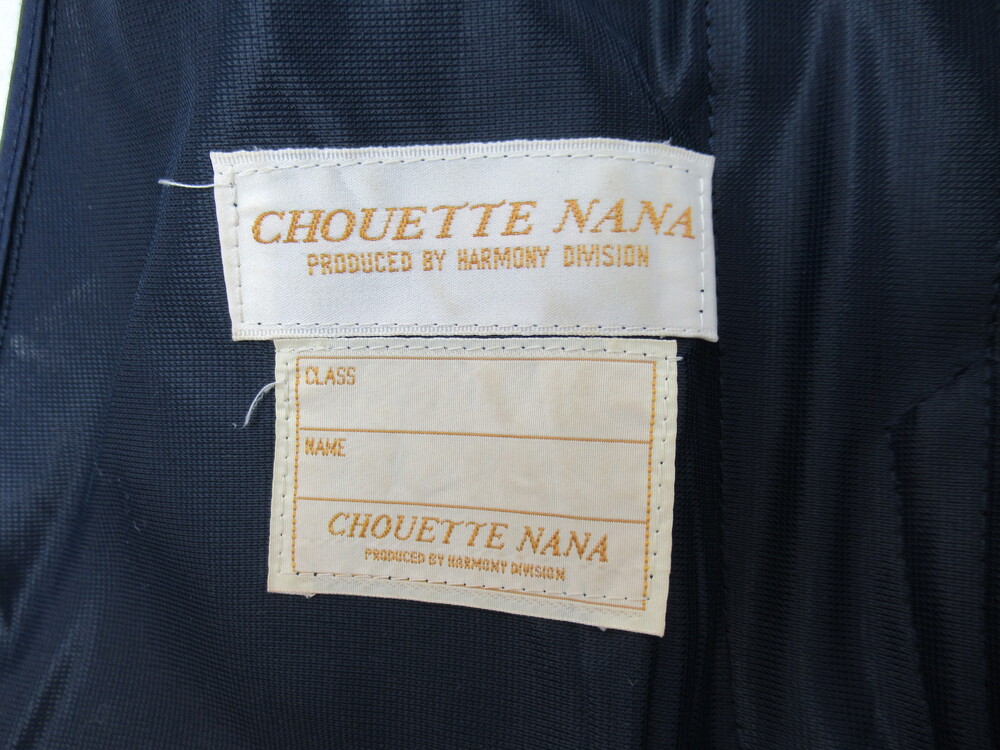 CHOUETTE NANA
PRODUCED BY HARMONY DIVISION
CLASS
NAME
CHOUETTE NANA
PRODUCED BY HARMONY DIVISION